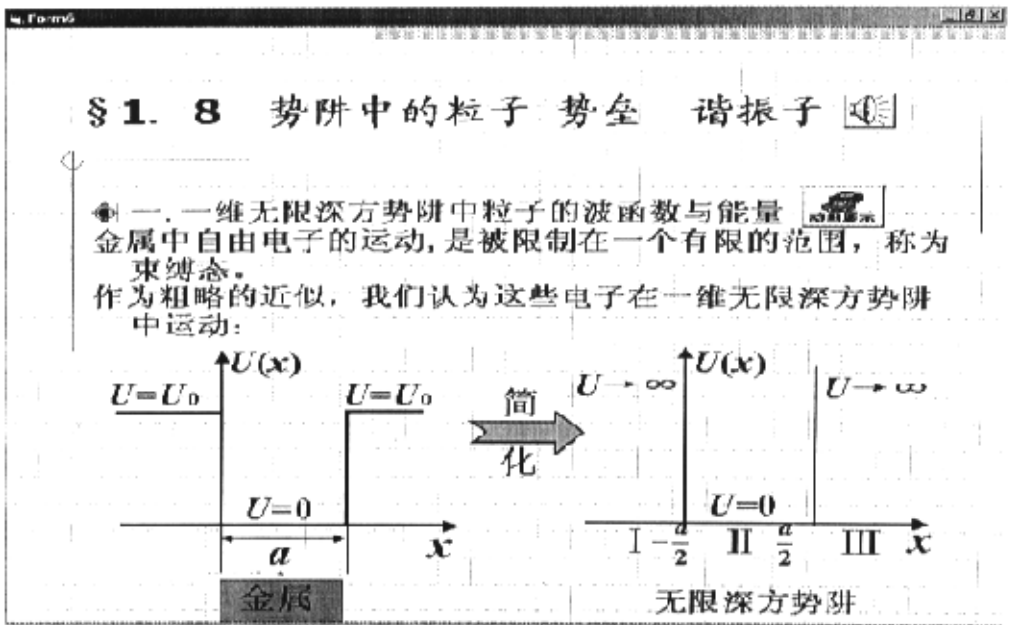 Form6
§1. 8 势阱中的粒子 势垒 谐振子
一.一维无限深方势阱中粒子的波函数与能量
金属中自由电子的运动,是被限制在一个有限的范围，称为
束缚态。
作为粗略的近似，我们认为这些电子在一维无限深方势阱
中运动:
U(x) U(x)
U=U₀ U=U₀ 简 U→∞ U→∞
化
U=0 U=0
a x I -a/2 II a/2 III x
金属 无限深方势阱